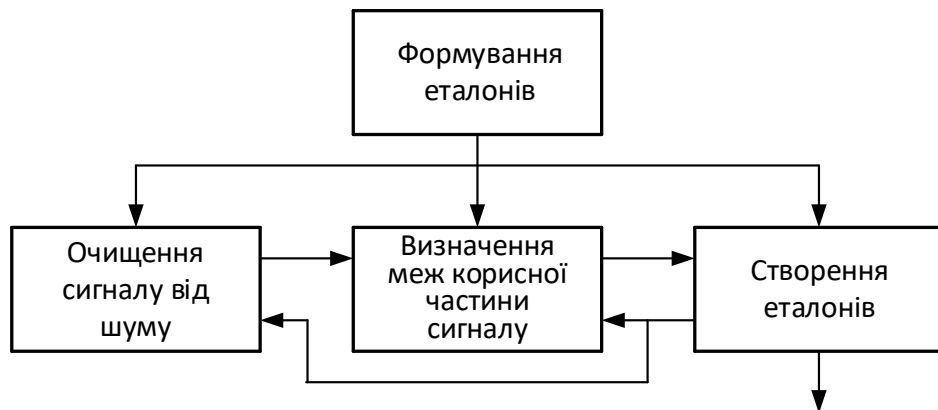 Формування
еталонів
Очищення
сигналу від
шуму
Визначення
меж корисної
частини
сигналу
Створення
еталонів